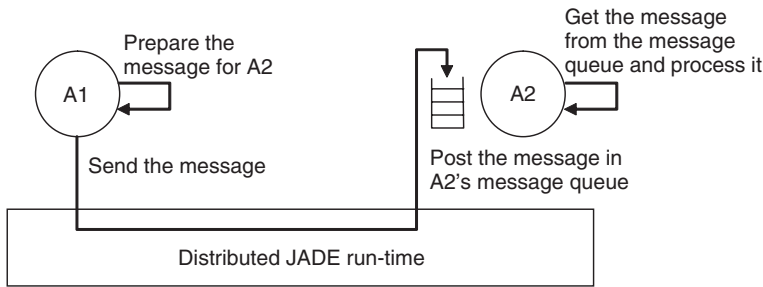 Prepare the
message for A2
A1
Send the message
Get the message
from the message
queue and process it
A2
Post the message in
A2's message queue
Distributed JADE run-time